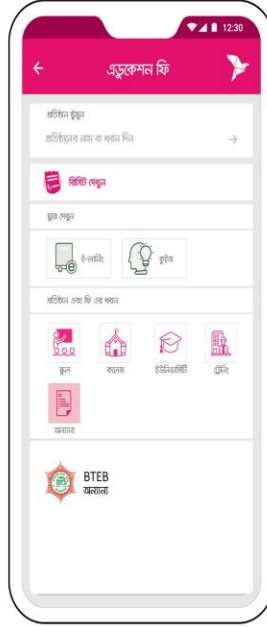 12:30
এডুকেশন ফি
প্রতিষ্ঠান খুঁজুন
প্রতিষ্ঠানের নাম বা ধরন দিন
রিসিট দেখুন
ঘুরে দেখুন
ই-লার্নিং
কুইজ
প্রতিষ্ঠান এবং ফি এর ধরন
স্কুল
কলেজ
ইউনিভার্সিটি
ট্রেনিং
অন্যান্য
BTEB
অন্যান্য